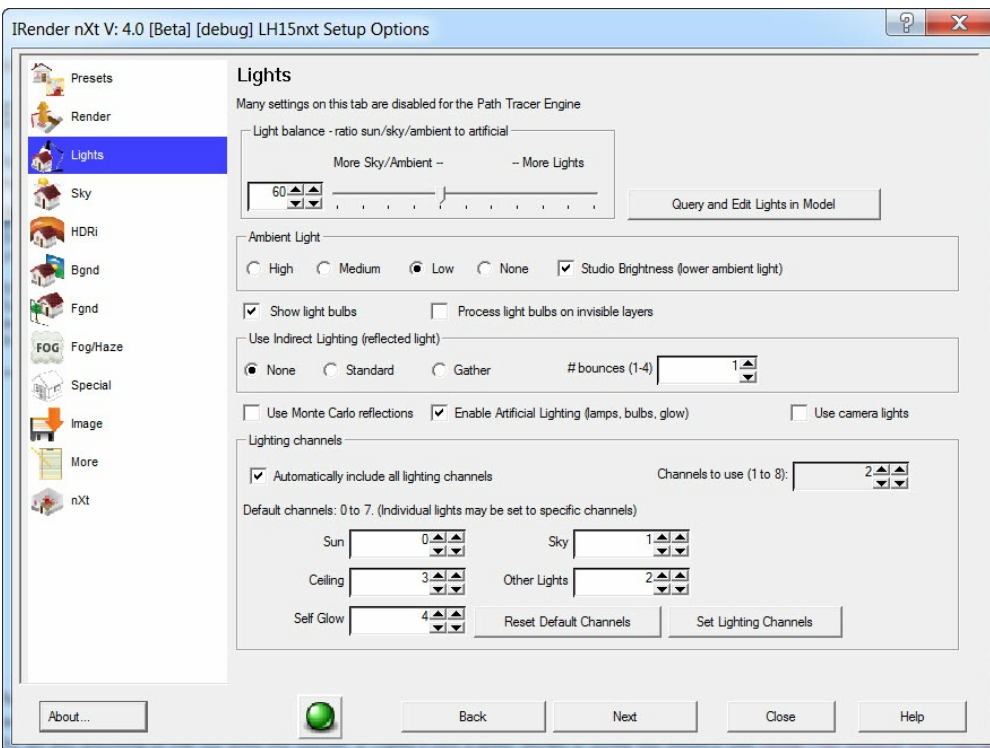 IRender nXt V: 4.0 [Beta] [debug] LH15nxt Setup Options
Presets
Render
Lights
Sky
HDRi
Bgnd
Fgnd
FOG Fog/Haze
Special
Image
More
nXt
Lights
Many settings on this tab are disabled for the Path Tracer Engine
Light balance - ratio sun/sky/ambient to artificial
More Sky/Ambient -- -- More Lights
60
Query and Edit Lights in Model
Ambient Light
High Medium Low None Studio Brightness (lower ambient light)
Show light bulbs Process light bulbs on invisible layers
Use Indirect Lighting (reflected light)
None Standard Gather # bounces (1-4) 1
Use Monte Carlo reflections Enable Artificial Lighting (lamps, bulbs, glow) Use camera lights
Lighting channels
Automatically include all lighting channels Channels to use (1 to 8): 2
Default channels: 0 to 7. (Individual lights may be set to specific channels)
Sun 0 Sky 1
Ceiling 3 Other Lights 2
Self Glow 4 Reset Default Channels Set Lighting Channels
About... Back Next Close Help